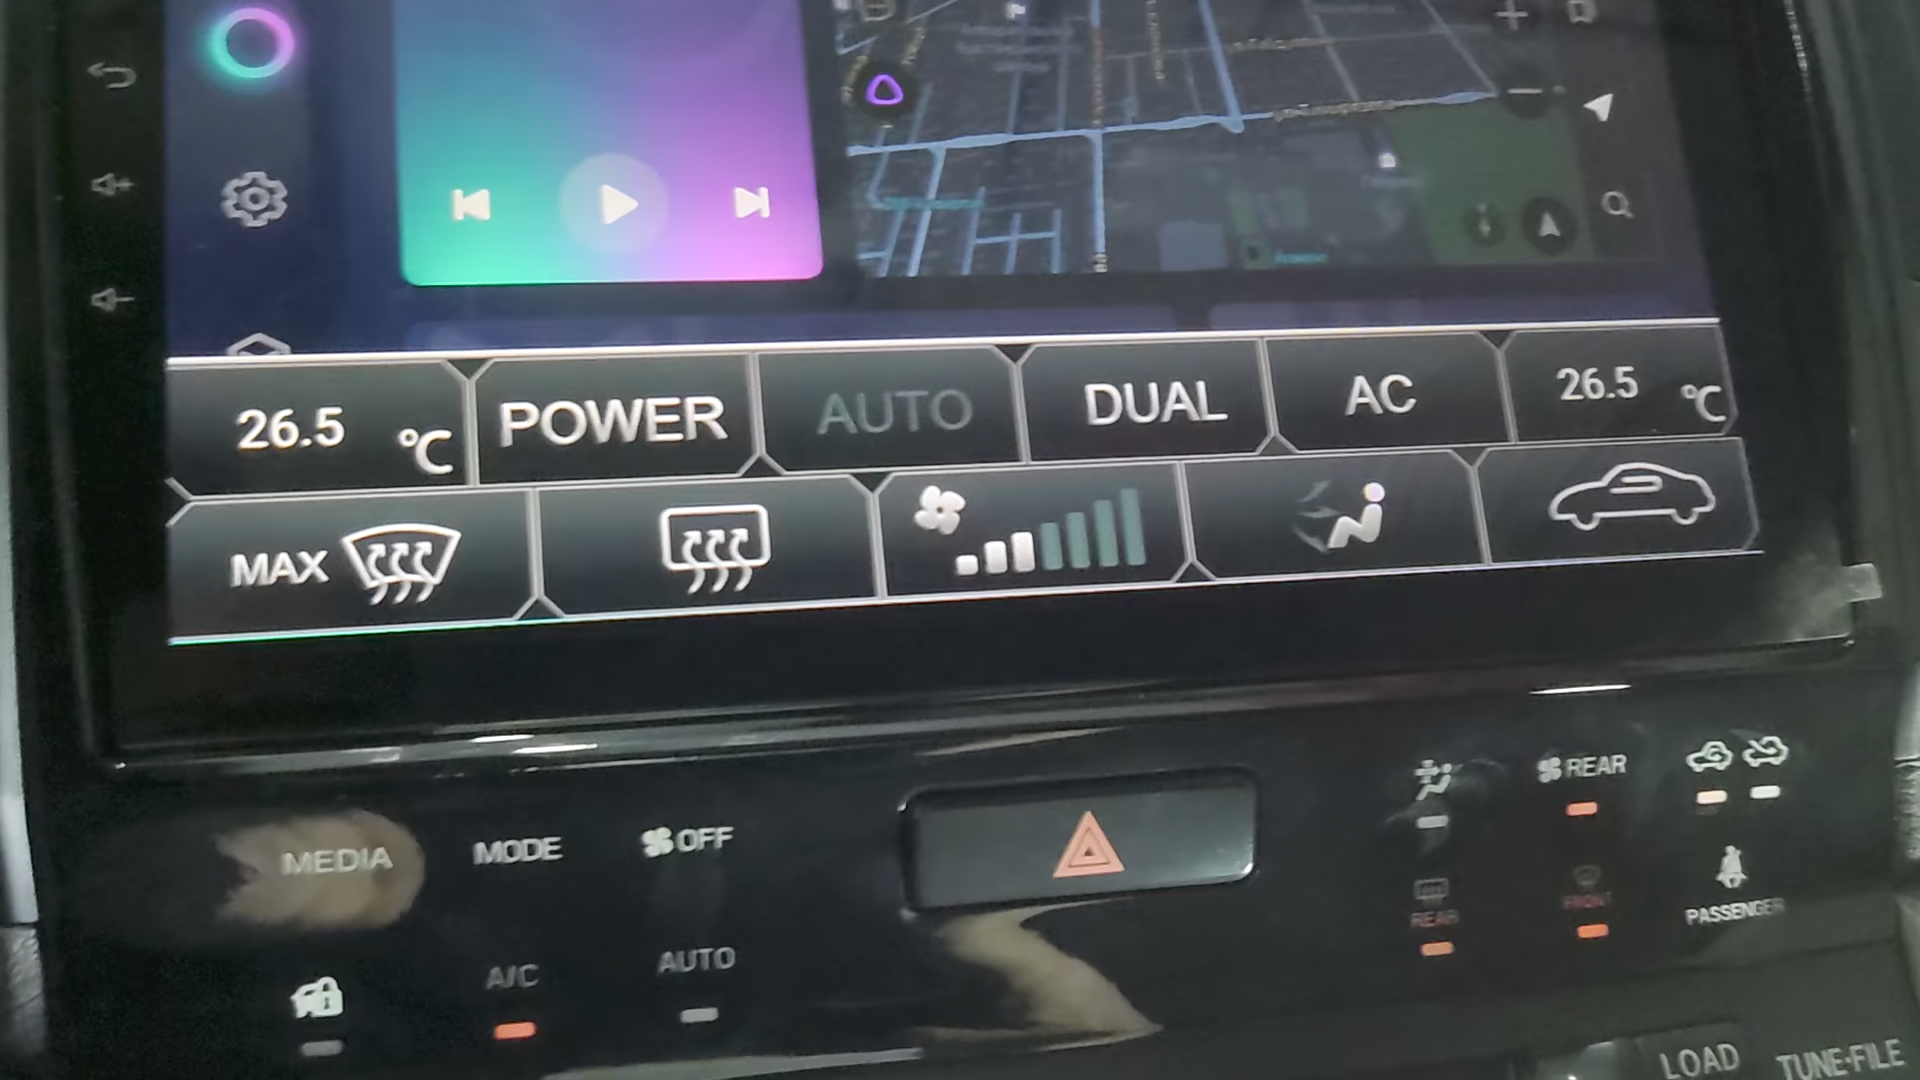 26.5 °C
POWER
AUTO
DUAL
AC
26.5 °C
MAX
MEDIA
MODE
OFF
REAR
REAR
FRONT
PASSENGER
A/C
AUTO
LOAD
TUNE·FILE